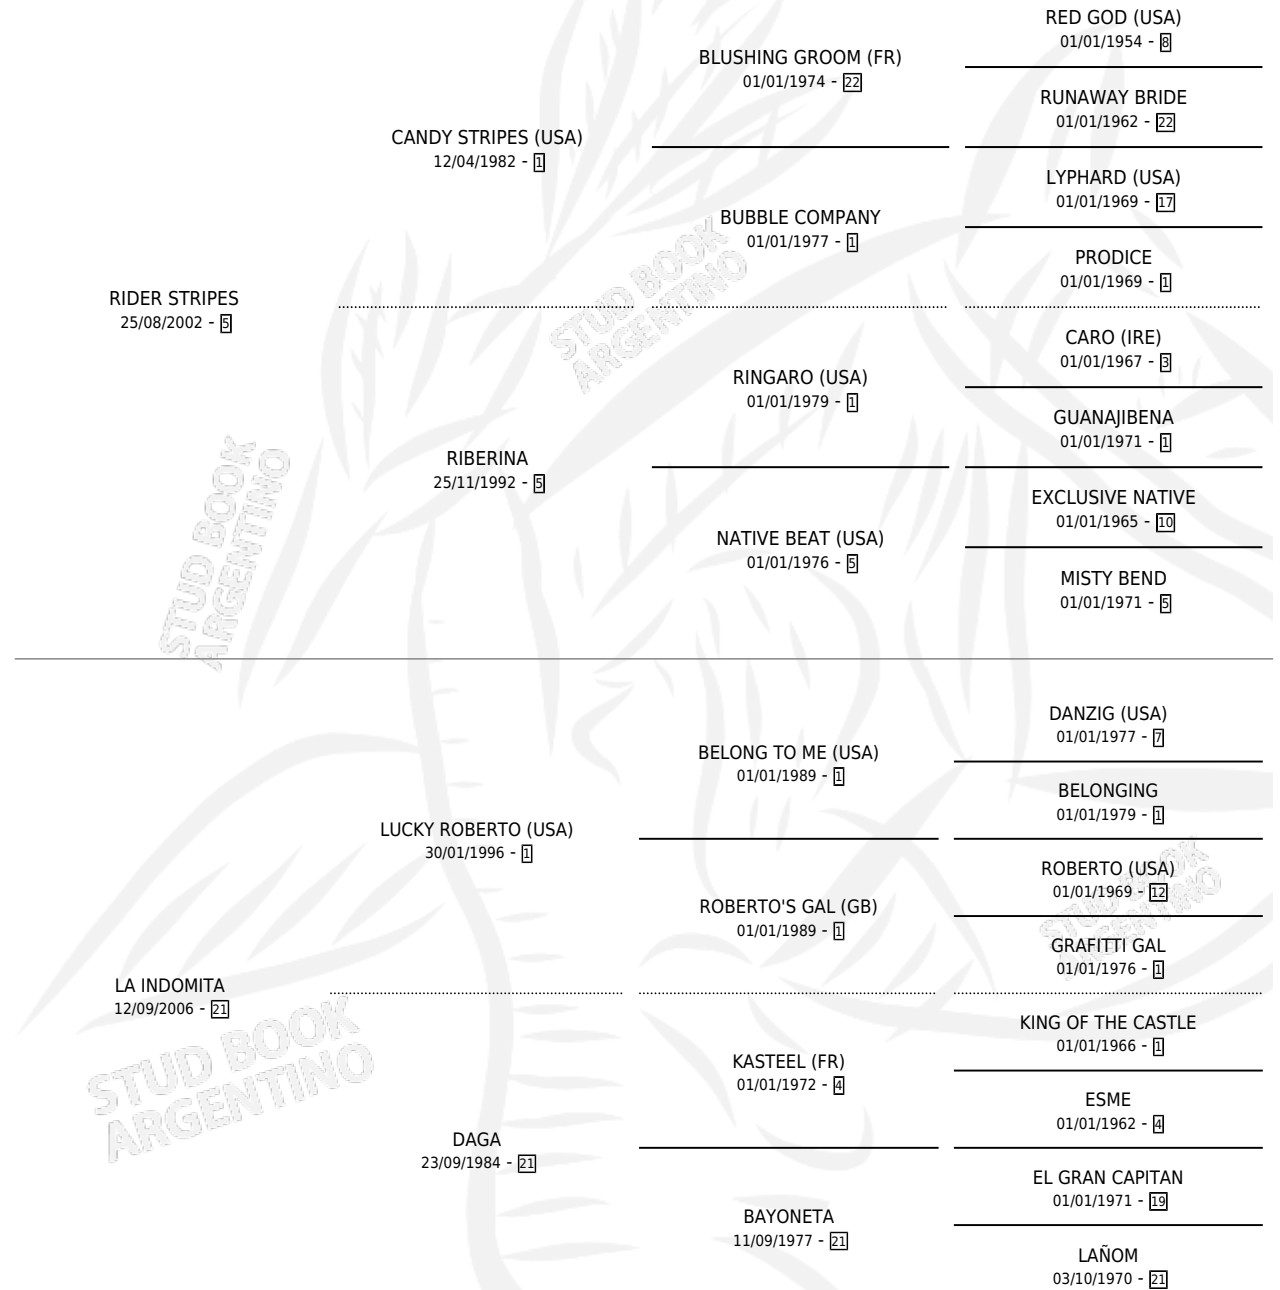 RED GOD (USA)
01/01/1954 - 8
BLUSHING GROOM (FR)
01/01/1974 - 22
RUNAWAY BRIDE
01/01/1962 - 22
CANDY STRIPES (USA)
12/04/1982 - 1
LYPHARD (USA)
01/01/1969 - 17
BUBBLE COMPANY
01/01/1977 - 1
PRODICE
01/01/1969 - 1
RIDER STRIPES
25/08/2002 - 5
STUD BOOK
ARGENTINO
CARO (IRE)
01/01/1967 - 3
RINGARO (USA)
01/01/1979 - 1
GUANAJIBENA
01/01/1971 - 1
RIBERINA
25/11/1992 - 5
EXCLUSIVE NATIVE
01/01/1965 - 10
NATIVE BEAT (USA)
01/01/1976 - 5
MISTY BEND
01/01/1971 - 5
STUD BOOK
ARGENTINO
DANZIG (USA)
01/01/1977 - 7
BELONG TO ME (USA)
01/01/1989 - 1
BELONGING
01/01/1979 - 1
LUCKY ROBERTO (USA)
30/01/1996 - 1
ROBERTO (USA)
01/01/1969 - 12
ROBERTO'S GAL (GB)
01/01/1989 - 1
STUD BOOK
ARGENTINO
GRAFITTI GAL
01/01/1976 - 1
LA INDOMITA
12/09/2006 - 21
STUD BOOK
ARGENTINO
KING OF THE CASTLE
01/01/1966 - 1
KASTEEL (FR)
01/01/1972 - 4
ESME
01/01/1962 - 4
DAGA
23/09/1984 - 21
EL GRAN CAPITAN
01/01/1971 - 19
BAYONETA
11/09/1977 - 21
LAÑOM
03/10/1970 - 21